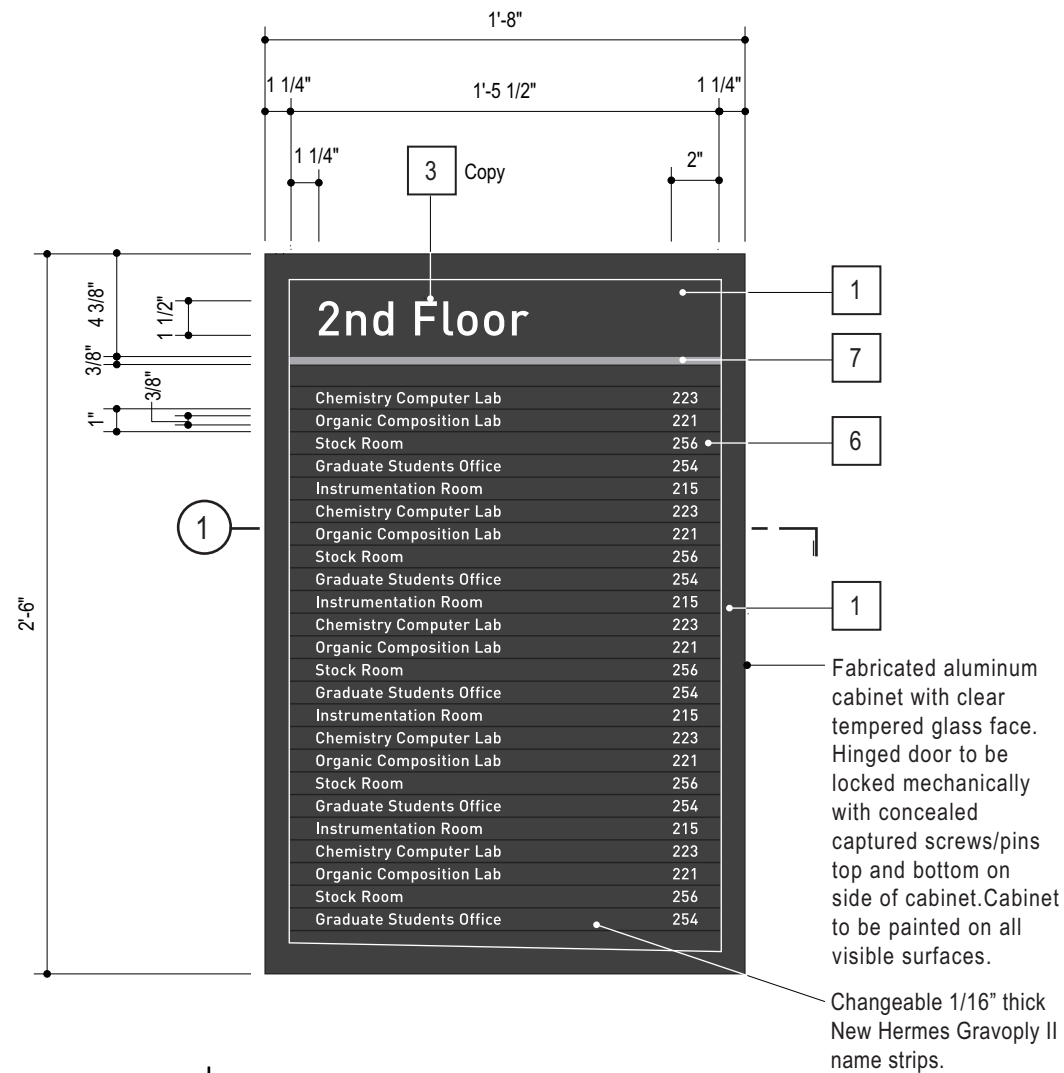 1'-8"
1 1/4"
1'-5 1/2"
1 1/4"
1 1/4"
3 Copy
2"
4 3/8"
1 1/2"
3/8"
3/8"
1"
2'-6"
2nd Floor
1
7
Chemistry Computer Lab 223
Organic Composition Lab 221
Stock Room 256
6
Graduate Students Office 254
Instrumentation Room 215
Chemistry Computer Lab 223
1
Organic Composition Lab 221
Stock Room 256
Graduate Students Office 254
Instrumentation Room 215
1
Chemistry Computer Lab 223
Organic Composition Lab 221
Stock Room 256
Graduate Students Office 254
Instrumentation Room 215
Chemistry Computer Lab 223
Organic Composition Lab 221
Stock Room 256
Graduate Students Office 254
Instrumentation Room 215
Chemistry Computer Lab 223
Organic Composition Lab 221
Stock Room 256
Graduate Students Office 254
Fabricated aluminum
cabinet with clear
tempered glass face.
Hinged door to be
locked mechanically
with concealed
captured screws/pins
top and bottom on
side of cabinet.Cabinet
to be painted on all
visible surfaces.
Changeable 1/16” thick
New Hermes Gravoply II
name strips.